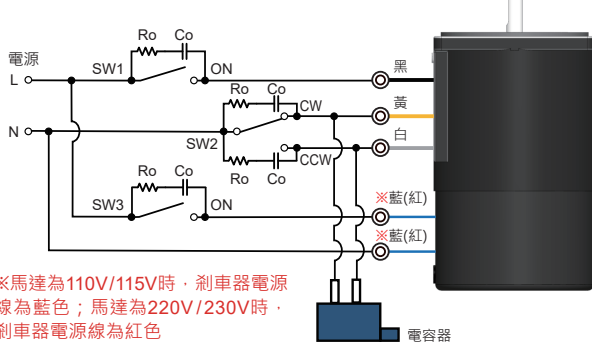 Ro Co
電源
L
SW1
ON
黑
Ro Co
CW
黃
N
SW2
白
CCW
Ro Co
Ro Co
※藍(紅)
SW3
ON
※藍(紅)
※馬達為110V/115V時，剎車器電源
線為藍色；馬達為220V/230V時，
剎車器電源線為紅色
電容器